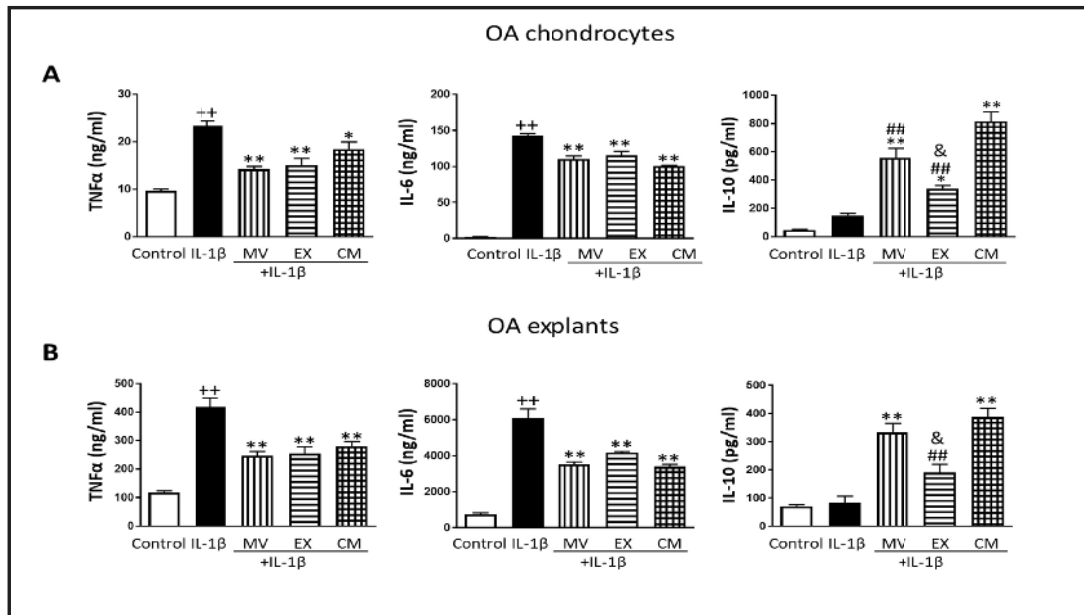 OA chondrocytes
A
TNFα (ng/ml)
30
20
10
0
++
**
**
*
Control IL-1β MV EX CM
+IL-1β
IL-6 (ng/ml)
200
150
100
50
0
++
**
**
**
Control IL-1β MV EX CM
+IL-1β
IL-10 (pg/ml)
1000
800
600
400
200
0
##
**
&
##
*
**
Control IL-1β MV EX CM
+IL-1β
OA explants
B
TNFα (ng/ml)
500
400
300
200
100
0
++
**
**
**
Control IL-1β MV EX CM
+IL-1β
IL-6 (ng/ml)
8000
6000
4000
2000
0
++
**
**
**
Control IL-1β MV EX CM
+IL-1β
IL-10 (pg/ml)
500
400
300
200
100
0
**
&
##
**
Control IL-1β MV EX CM
+IL-1β